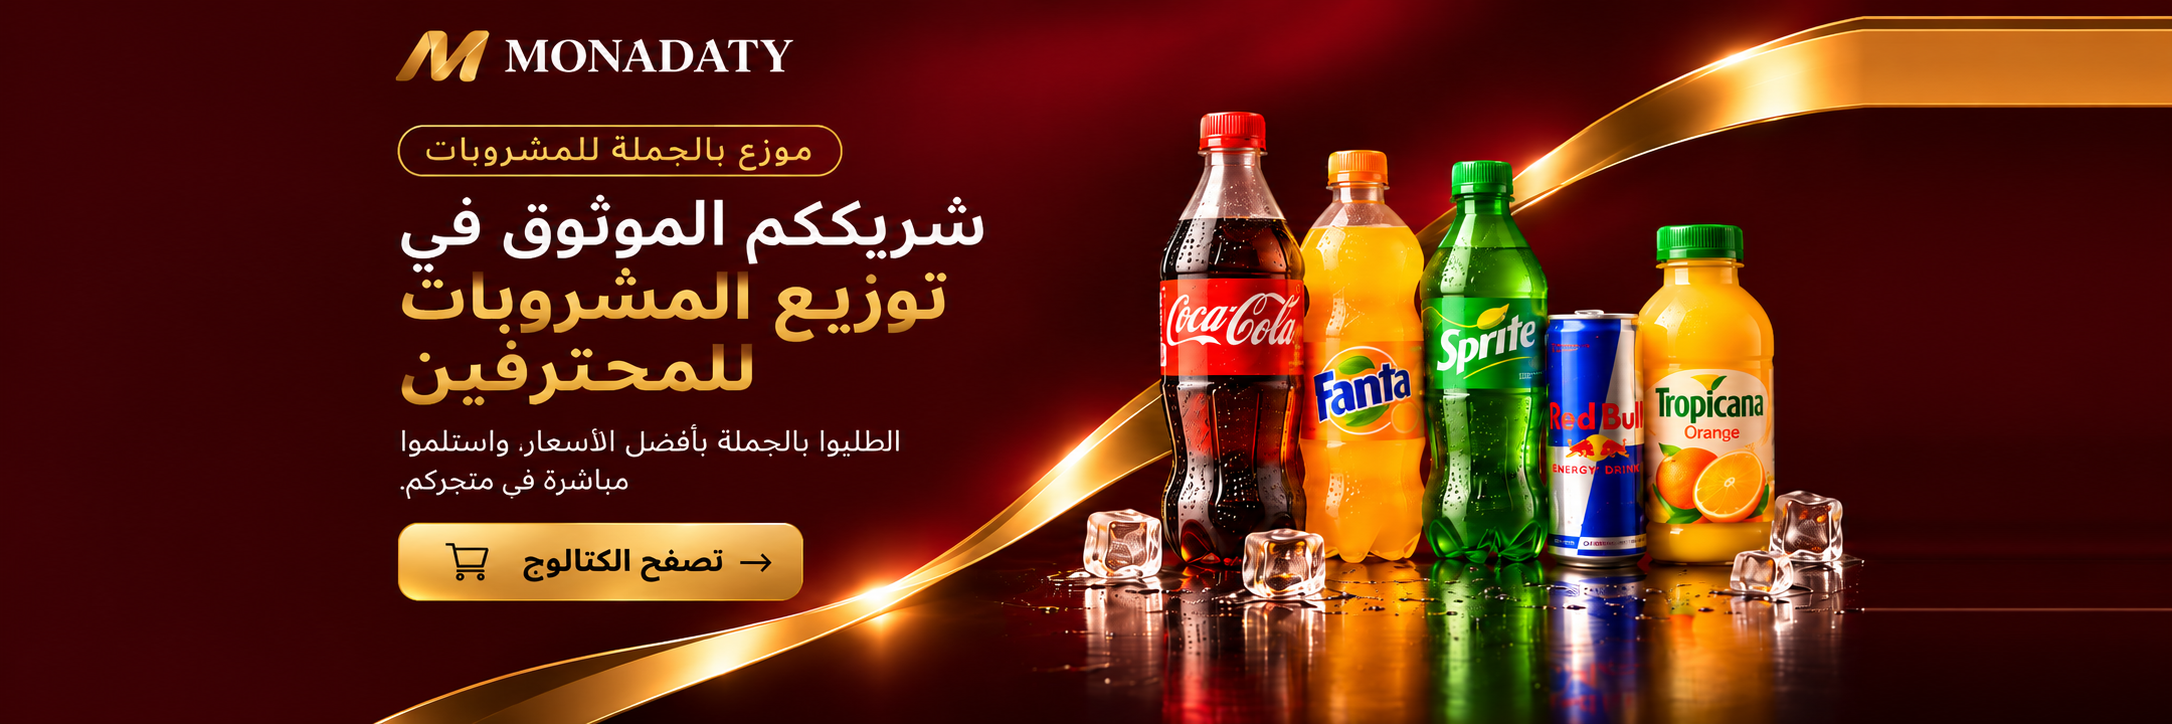 MONADATY
موزع بالجملة للمشروبات
شريككم الموثوق في
توزيع المشروبات
للمحترفين
الطليوا بالجملة بأفضل الأسعار، واستلموا
مباشرة في متجركم.
تصفح الكتالوج →
Coca-Cola
Fanta
Sprite
Red Bull
ENERGY DRINK
Tropicana
Orange